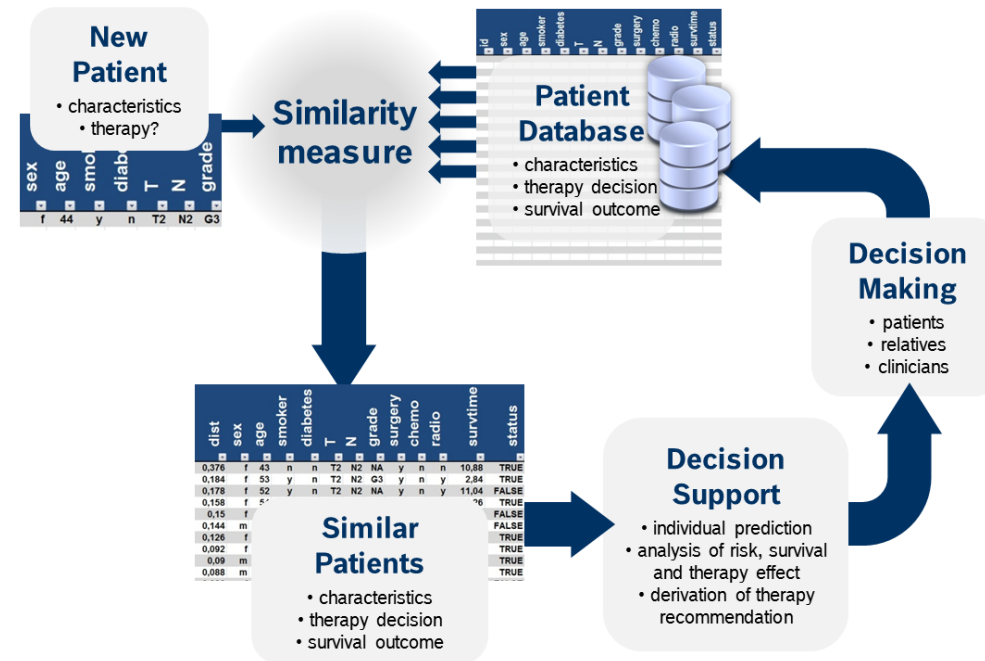 New
Patient
• characteristics
• therapy?
sex age smok diabe T N grade
f 44 y n T2 N2 G3
Similarity
measure
id sex age smoker diabetes T N grade surgery chemo radio survtime status
Patient
Database
• characteristics
• therapy decision
• survival outcome
Decision
Making
• patients
• relatives
• clinicians
dist sex age smoker diabetes T N grade surgery chemo radio survtime status
0,376 f 43 n n T2 N2 NA y n n 10,88 TRUE
0,184 f 53 y n T2 N2 G3 y n y 2,84 TRUE
0,178 f 52 y n T2 N2 NA y n y 11,04 FALSE
0,158 f TRUE
0,15 f FALSE
0,144 m FALSE
0,126 f TRUE
0,092 f TRUE
0,09 m TRUE
0,088 m TRUE
Similar
Patients
• characteristics
• therapy decision
• survival outcome
Decision
Support
• individual prediction
• analysis of risk, survival
and therapy effect
• derivation of therapy
recommendation